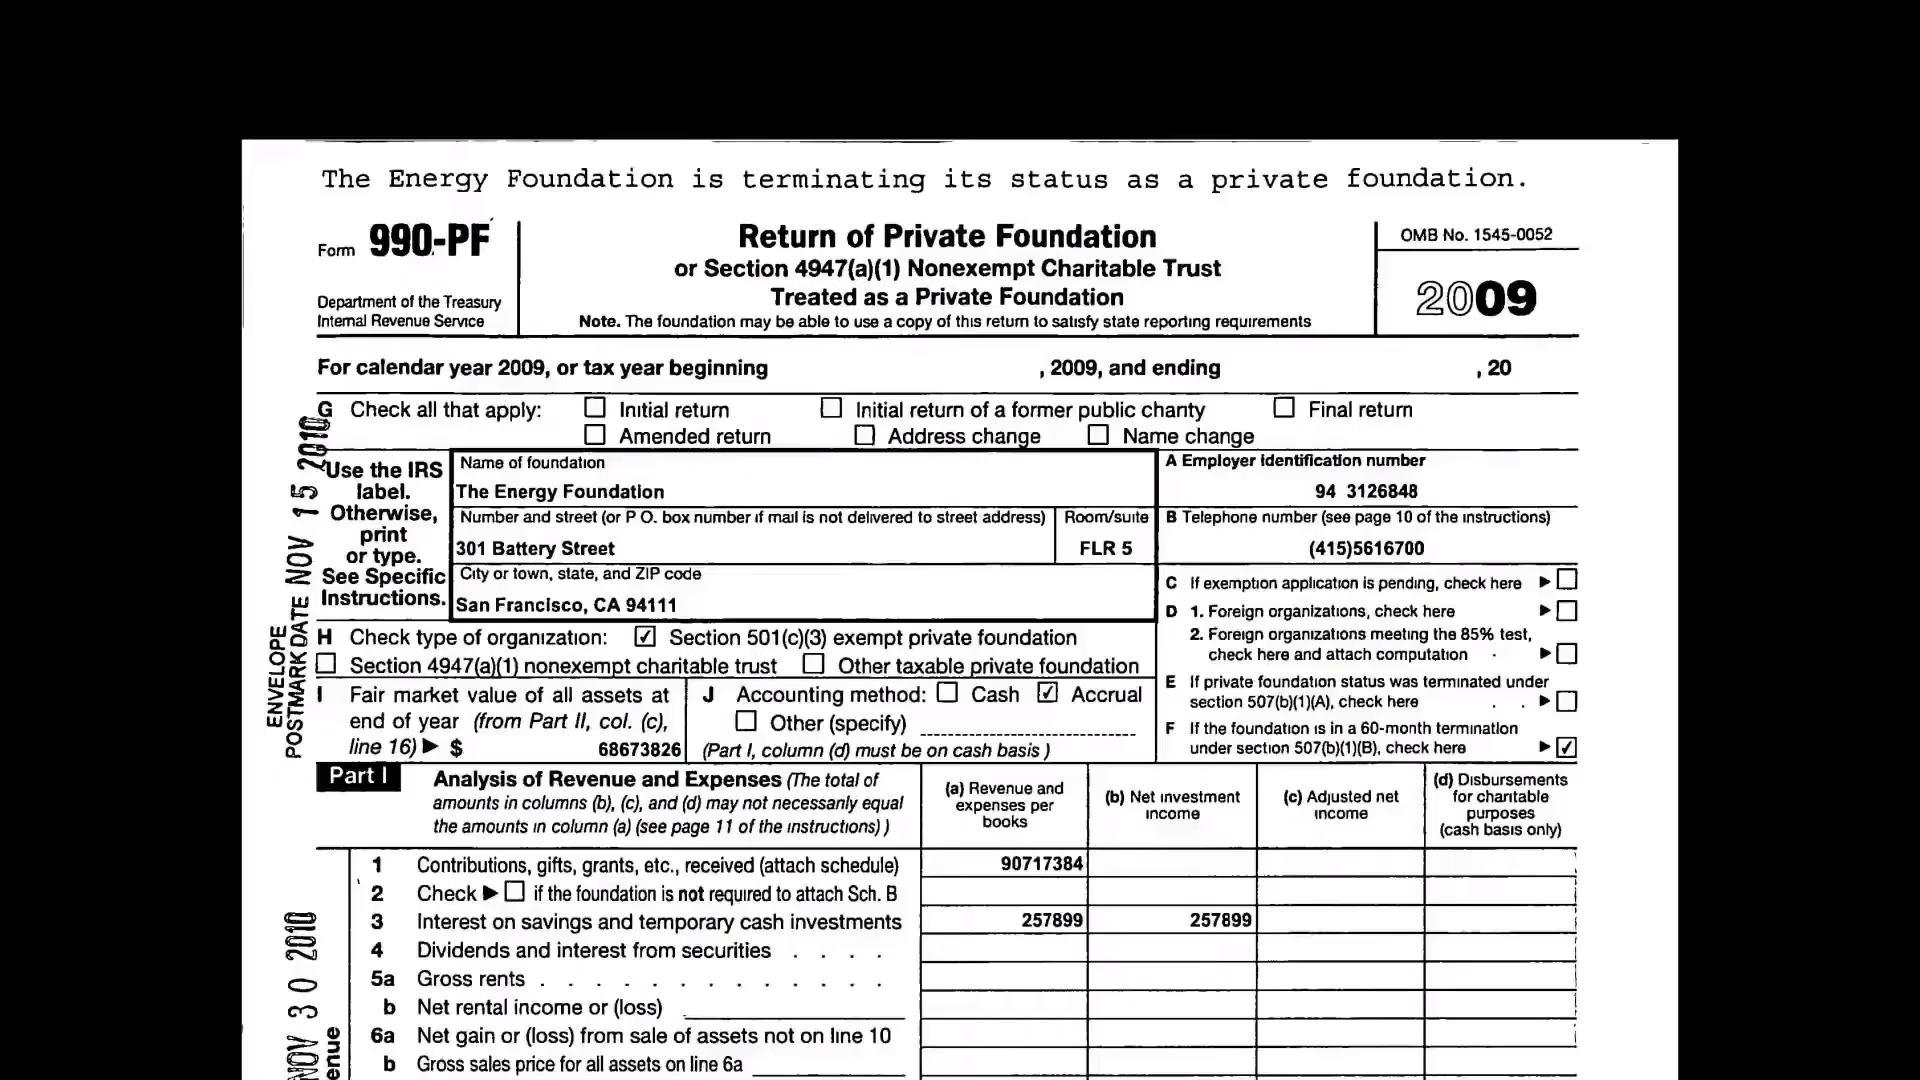 The Energy Foundation is terminating its status as a private foundation.
Form 990-PF
Department of the Treasury
Internal Revenue Service
Return of Private Foundation
or Section 4947(a)(1) Nonexempt Charitable Trust
Treated as a Private Foundation
Note. The foundation may be able to use a copy of this return to satisfy state reporting requirements
OMB No. 1545-0052
2009
For calendar year 2009, or tax year beginning , 2009, and ending , 20
G Check all that apply: Initial return Initial return of a former public charity Final return
Amended return Address change Name change
Use the IRS
label.
Otherwise,
print
or type.
See Specific
Instructions.
Name of foundation
The Energy Foundation
Number and street (or P O. box number if mail is not delivered to street address) Room/suite
301 Battery Street FLR 5
City or town, state, and ZIP code
San Francisco, CA 94111
A Employer identification number
94 3126848
B Telephone number (see page 10 of the instructions)
(415)5616700
C If exemption application is pending, check here
D 1. Foreign organizations, check here
2. Foreign organizations meeting the 85% test,
check here and attach computation
E If private foundation status was terminated under
section 507(b)(1)(A), check here
F If the foundation is in a 60-month termination
under section 507(b)(1)(B), check here
H Check type of organization: Section 501(c)(3) exempt private foundation
Section 4947(a)(1) nonexempt charitable trust Other taxable private foundation
I Fair market value of all assets at
end of year (from Part II, col. (c),
line 16) $ 68673826
J Accounting method: Cash Accrual
Other (specify)
(Part I, column (d) must be on cash basis )
ENVELOPE
POSTMARK DATE NOV 15 2010
Part I Analysis of Revenue and Expenses (The total of
amounts in columns (b), (c), and (d) may not necessarily equal
the amounts in column (a) (see page 11 of the instructions) )
(a) Revenue and
expenses per
books
(b) Net investment
income
(c) Adjusted net
income
(d) Disbursements
for charitable
purposes
(cash basis only)
1 Contributions, gifts, grants, etc., received (attach schedule) 90717384
2 Check if the foundation is not required to attach Sch. B
3 Interest on savings and temporary cash investments 257899 257899
4 Dividends and interest from securities
5a Gross rents
b Net rental income or (loss)
6a Net gain or (loss) from sale of assets not on line 10
b Gross sales price for all assets on line 6a
NOV 30 2010
enue